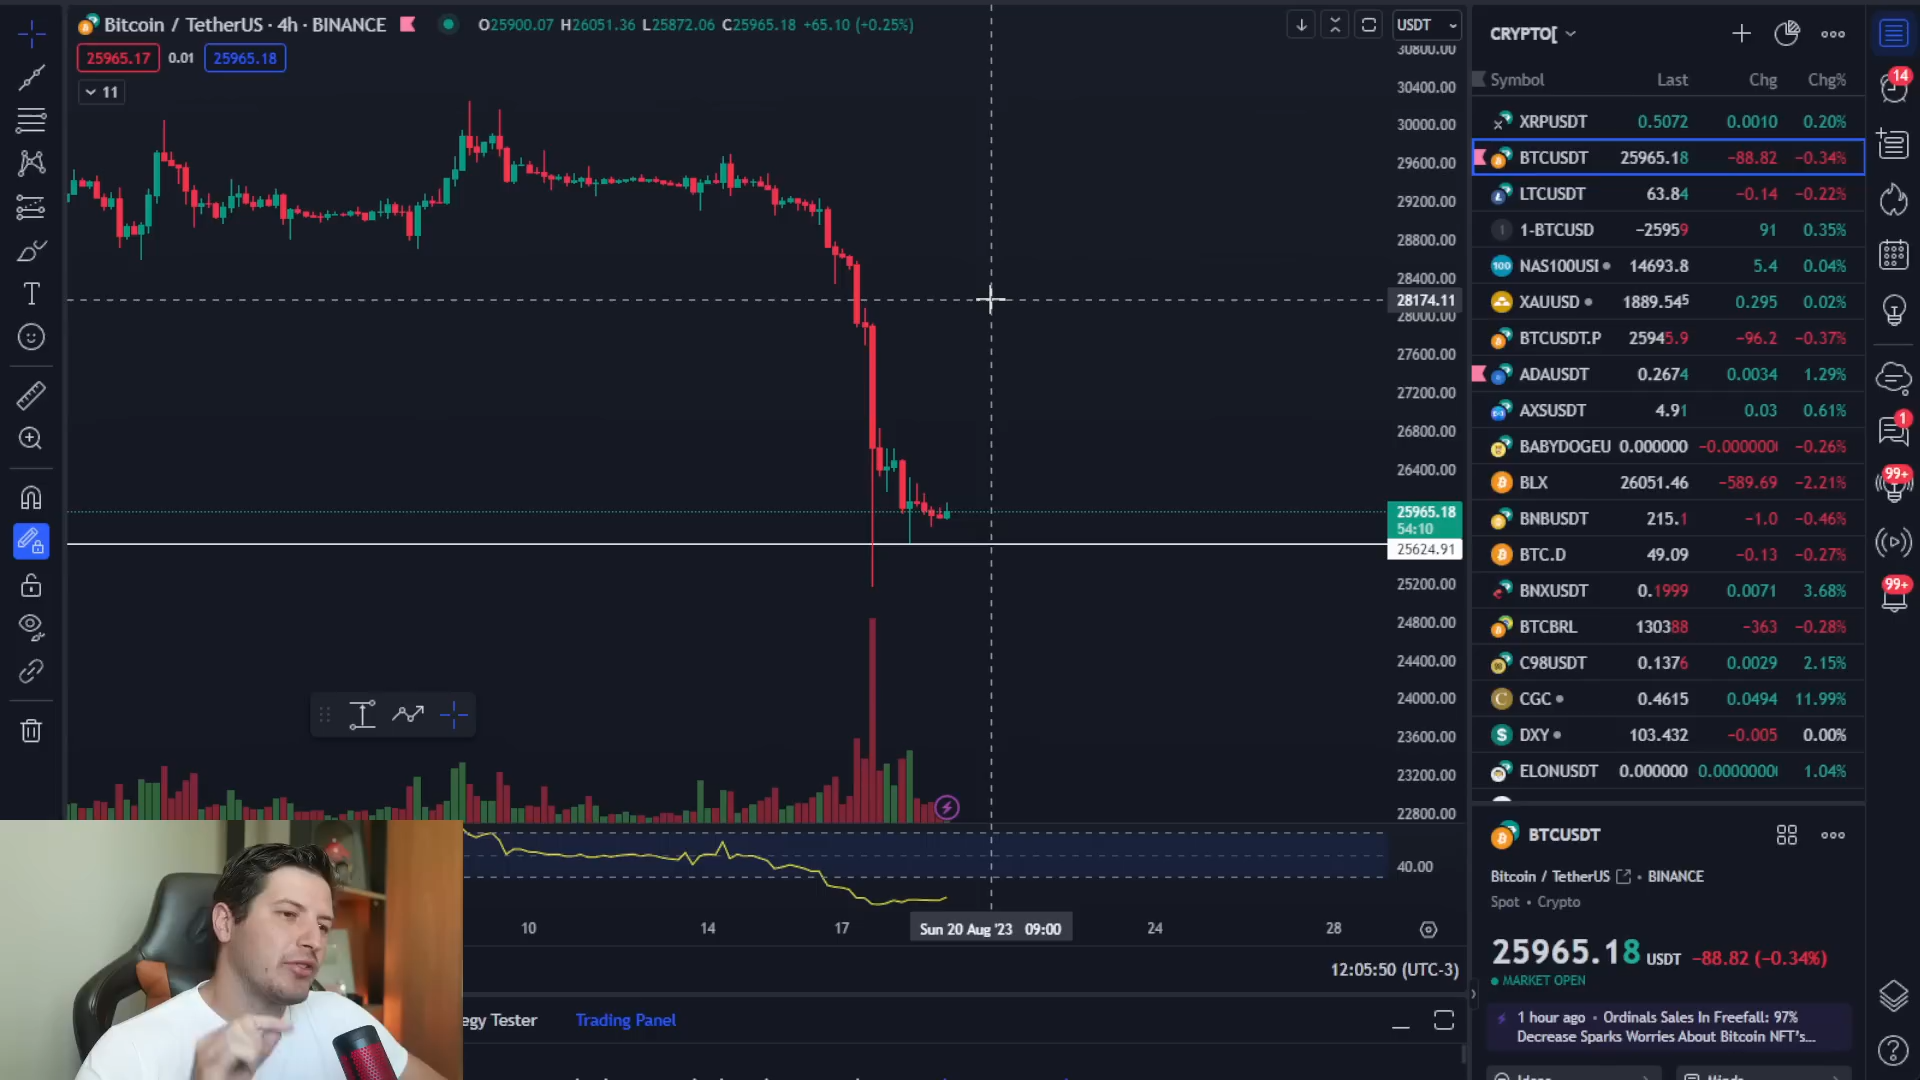 Bitcoin / TetherUS · 4h · BINANCE
O25900.07 H26051.36 L25872.06 C25965.18 +65.10 (+0.25%)
USDT
25965.17 0.01 25965.18
11
30800.00
30400.00
30000.00
29600.00
29200.00
28800.00
28400.00
28174.11
28000.00
27600.00
27200.00
26800.00
26400.00
25965.18
54:10
25624.91
25200.00
24800.00
24400.00
24000.00
23600.00
23200.00
22800.00
40.00
10 14 17 Sun 20 Aug '23 09:00 24 28
12:05:50 (UTC-3)
egy Tester Trading Panel
CRYPTO[
Symbol Last Chg Chg%
XRPUSDT 0.5072 0.0010 0.20%
BTCUSDT 25965.18 -88.82 -0.34%
LTCUSDT 63.84 -0.14 -0.22%
1-BTCUSD -25959 91 0.35%
100 NAS100USI 14693.8 5.4 0.04%
XAUUSD 1889.545 0.295 0.02%
BTCUSDT.P 25945.9 -96.2 -0.37%
ADAUSDT 0.2674 0.0034 1.29%
AXSUSDT 4.91 0.03 0.61%
BABYDOGEU 0.000000 -0.0000000 -0.26%
BLX 26051.46 -589.69 -2.21%
BNBUSDT 215.1 -1.0 -0.46%
BTC.D 49.09 -0.13 -0.27%
BNXUSDT 0.1999 0.0071 3.68%
BTCBRL 130388 -363 -0.28%
C98USDT 0.1376 0.0029 2.15%
C CGC 0.4615 0.0494 11.99%
$ DXY 103.432 -0.005 0.00%
ELONUSDT 0.000000 0.0000000 1.04%
BTCUSDT
Bitcoin / TetherUS · BINANCE
Spot · Crypto
25965.18 USDT -88.82 (-0.34%)
MARKET OPEN
1 hour ago · Ordinals Sales In Freefall: 97%
Decrease Sparks Worries About Bitcoin NFT's...
14
1
99+
99+